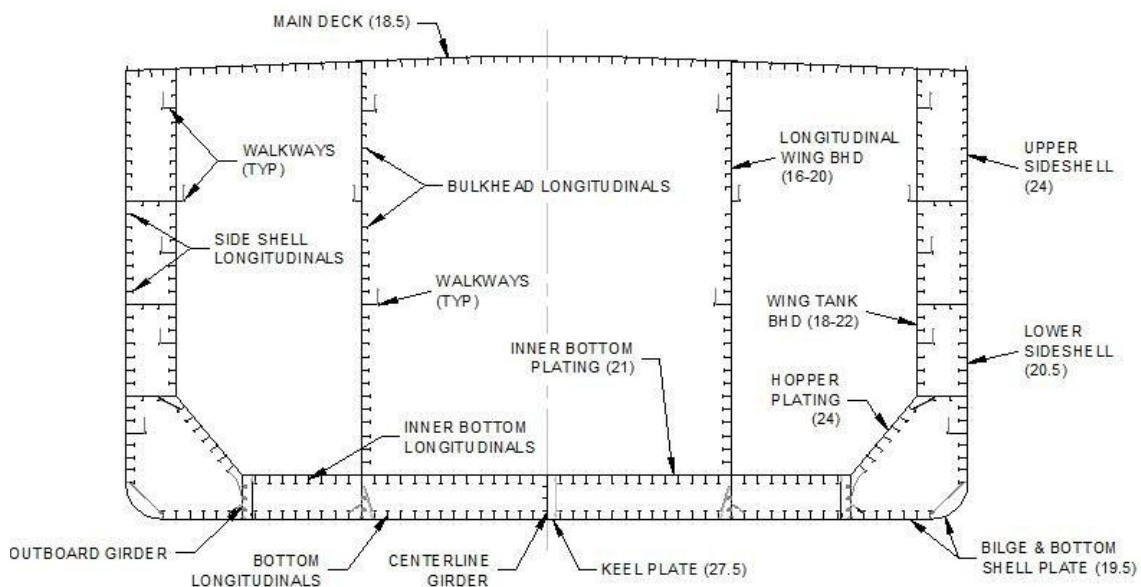 MAIN DECK (18.5)
WALKWAYS
(TYP)
BULKHEAD LONGITUDINALS
LONGITUDINAL
WING BHD
(16-20)
UPPER
SIDESHELL
(24)
SIDE SHELL
LONGITUDINALS
WALKWAYS
(TYP)
WING TANK
BHD (18-22)
LOWER
SIDESHELL
(20.5)
INNER BOTTOM
PLATING (21)
HOPPER
PLATING
(24)
INNER BOTTOM
LONGITUDINALS
OUTBOARD GIRDER
BOTTOM
LONGITUDINALS
CENTERLINE
GIRDER
KEEL PLATE (27.5)
BILGE & BOTTOM
SHELL PLATE (19.5)